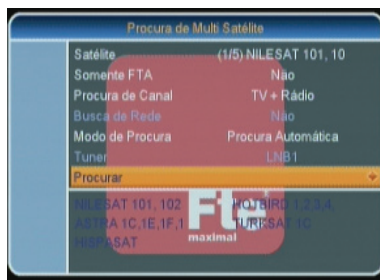 Procura de Multi Satélite
Satélite (1/5) NILESAT 101, 10
Somente FTA Não
Procura de Canal TV + Rádio
Busca de Rede Não
Modo de Procura Procura Automática
Tuner LNB1
Procurar
NILESAT 101, 102 HOTBIRD 1,2,3,4,
ASTRA 1C,1E,1F,1 TURKSAT 1C
HISPASAT
Fte
maximal